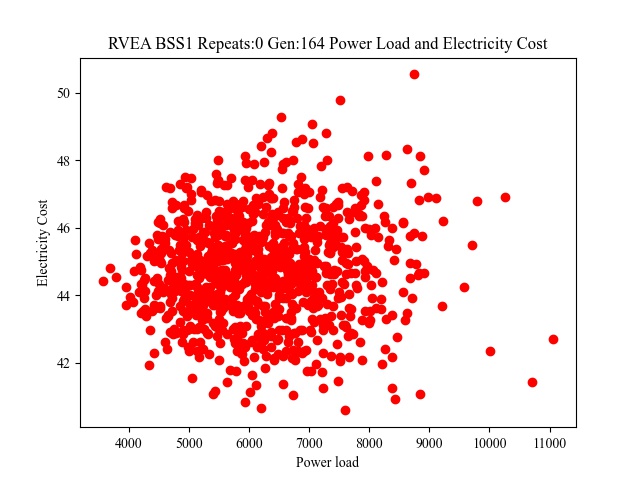 RVEA BSS1 Repeats:0 Gen:164 Power Load and Electricity Cost
50
48
46
44
42
Electricity Cost
4000 5000 6000 7000 8000 9000 10000 11000
Power load